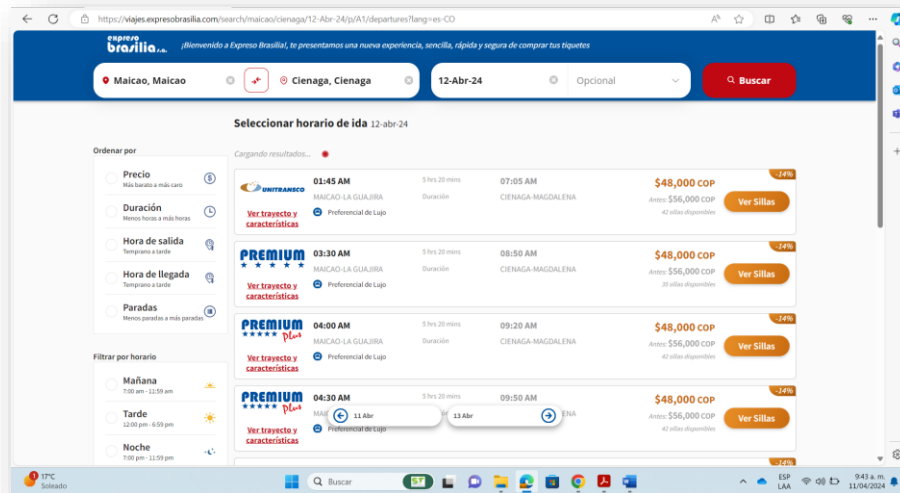 https://viajes.expresobrasilia.com/search/maicao/cienaga/12-Abr-24/p/A1/departures?lang=es-CO
expreso
brasilia S.A.
¡Bienvenido a Expreso Brasilia!, te presentamos una nueva experiencia, sencilla, rápida y segura de comprar tus tiquetes
Maicao, Maicao
Cienaga, Cienaga
12-Abr-24
Opcional
Buscar
Seleccionar horario de ida 12-abr-24
Ordenar por
Cargando resultados...
Precio
Más barato a más caro
Duración
Menos horas a más horas
Hora de salida
Temprano a tarde
Hora de llegada
Temprano a tarde
Paradas
Menos paradas a más paradas
Filtrar por horario
Mañana
7:00 am - 11:59 am
Tarde
12:00 pm - 6:59 pm
Noche
7:00 pm - 11:59 pm
UNITRANSCO
Ver trayecto y
características
01:45 AM
5 hrs 20 mins
07:05 AM
MAICAO-LA GUAJIRA
Duración
CIENAGA-MAGDALENA
Preferencial de Lujo
-14%
$48,000 COP
Antes: $56,000 COP
42 sillas disponibles
Ver Sillas
PREMIUM
Ver trayecto y
características
03:30 AM
5 hrs 20 mins
08:50 AM
MAICAO-LA GUAJIRA
Duración
CIENAGA-MAGDALENA
Preferencial de Lujo
-14%
$48,000 COP
Antes: $56,000 COP
Ver Sillas
PREMIUM
Plus
Ver trayecto y
características
04:00 AM
5 hrs 20 mins
09:20 AM
MAICAO-LA GUAJIRA
Duración
CIENAGA-MAGDALENA
Preferencial de Lujo
-14%
$48,000 COP
Antes: $56,000 COP
42 sillas disponibles
Ver Sillas
PREMIUM
Plus
Ver trayecto y
características
04:30 AM
5 hrs 20 mins
09:50 AM
11 Abr
13 Abr
Preferencial de Lujo
-14%
$48,000 COP
Antes: $56,000 COP
42 sillas disponibles
Ver Sillas
-14%
17°C
Soleado
Buscar
ESP
LAA
9:43 a. m.
11/04/2024